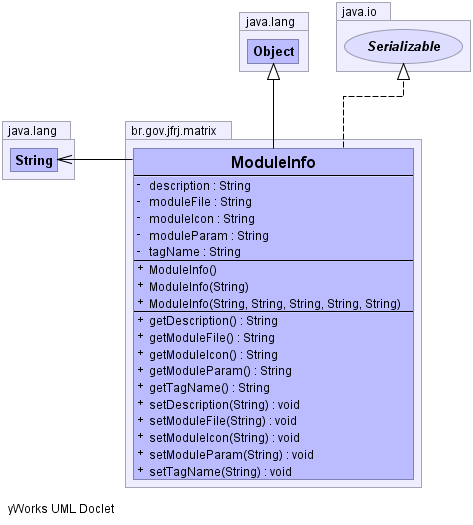 java.lang
Object
java.io
Serializable
java.lang
String
br.gov.jfrj.matrix
ModuleInfo
- description : String
- moduleFile : String
- moduleIcon : String
- moduleParam : String
- tagName : String
+ ModuleInfo()
+ ModuleInfo(String)
+ ModuleInfo(String, String, String, String, String)
+ getDescription() : String
+ getModuleFile() : String
+ getModuleIcon() : String
+ getModuleParam() : String
+ getTagName() : String
+ setDescription(String) : void
+ setModuleFile(String) : void
+ setModuleIcon(String) : void
+ setModuleParam(String) : void
+ setTagName(String) : void
yWorks UML Doclet